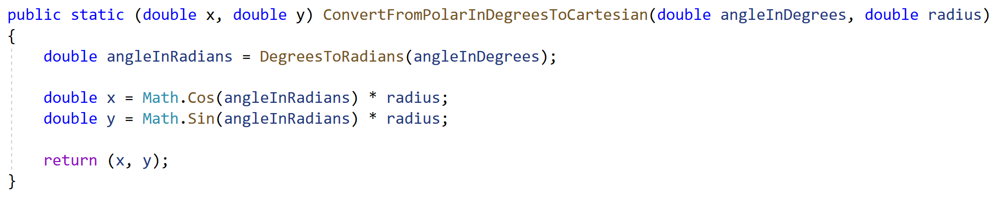 public static (double x, double y) ConvertFromPolarInDegreesToCartesian(double angleInDegrees, double radius)
{
    double angleInRadians = DegreesToRadians(angleInDegrees);

    double x = Math.Cos(angleInRadians) * radius;
    double y = Math.Sin(angleInRadians) * radius;

    return (x, y);
}